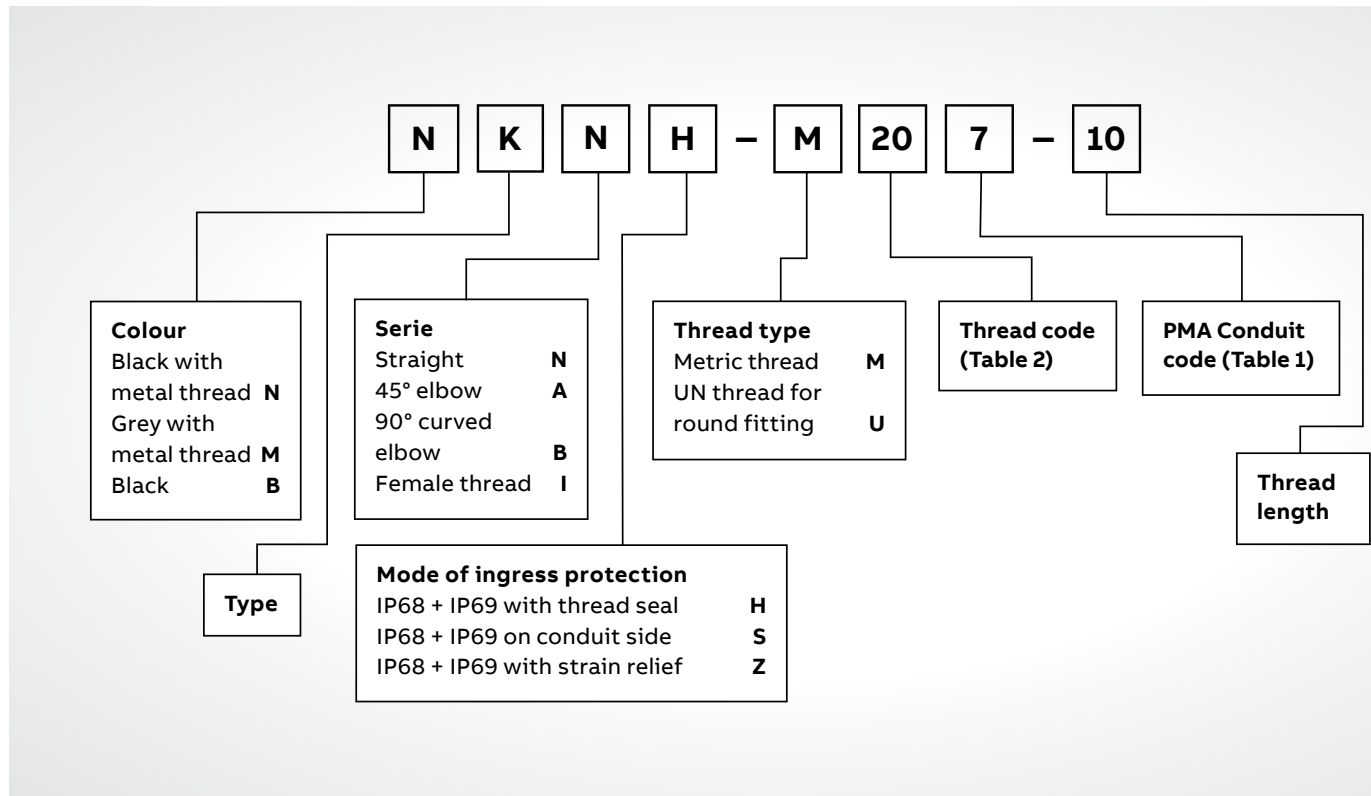 N K N H – M 20 7 – 10
Colour
Black with
metal thread N
Grey with
metal thread M
Black B
Serie
Straight N
45° elbow A
90° curved
elbow B
Female thread I
Thread type
Metric thread M
UN thread for
round fitting U
Thread code
(Table 2)
PMA Conduit
code (Table 1)
Thread
length
Type
Mode of ingress protection
IP68 + IP69 with thread seal H
IP68 + IP69 on conduit side S
IP68 + IP69 with strain relief Z